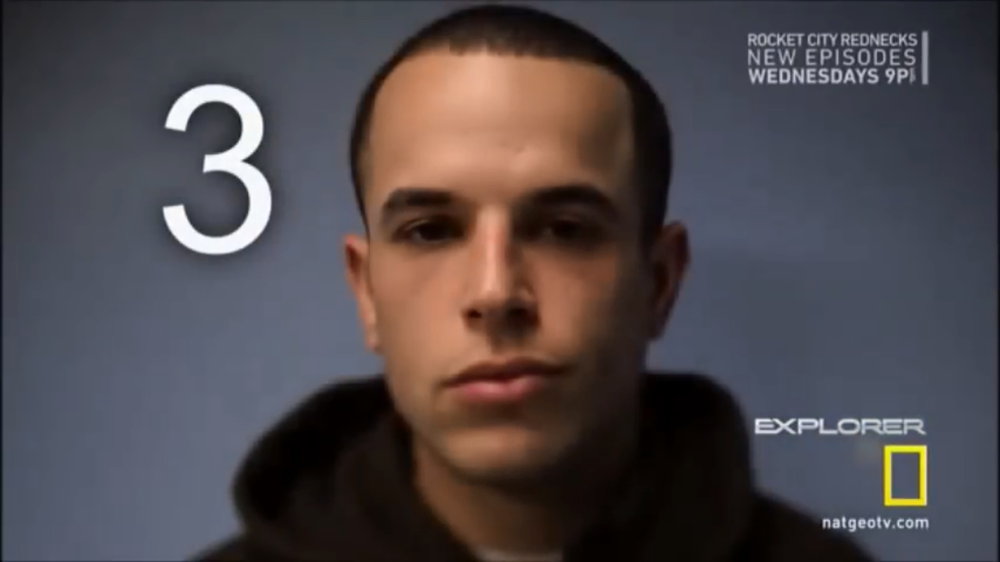 3
ROCKET CITY REDNECKS
NEW EPISODES
WEDNESDAYS 9P
EXPLORER
natgeotv.com